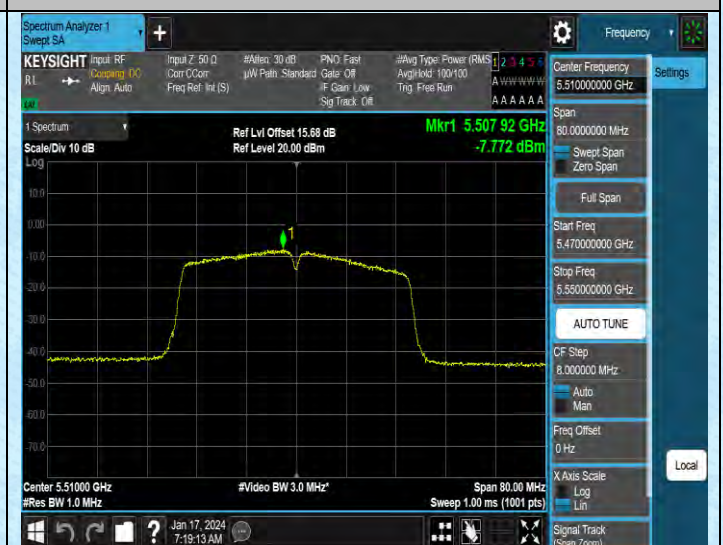 Spectrum Analyzer 1
Swept SA
+
Frequency
KEYSIGHT
RL
Input: RF
Coupling: DC
Align: Auto
Input Z: 50 Ω
Corr CCorr
Freq Ref: Int (S)
#Atten: 30 dB
µW Path: Standard
PNO: Fast
Gate: Off
IF Gain: Low
Sig Track: Off
#Avg Type: Power (RMS
Avg|Hold: 100/100
Trig: Free Run
1 2 3 4 5 6
A W W W W W
A A A A A A
1 Spectrum
Scale/Div 10 dB
Ref Lvl Offset 15.68 dB
Ref Level 20.00 dBm
Mkr1 5.507 92 GHz
-7.772 dBm
Log
10.0
0.00
-10.0
-20.0
-30.0
-40.0
-50.0
-60.0
-70.0
1
Center 5.51000 GHz
#Res BW 1.0 MHz
#Video BW 3.0 MHz*
Span 80.00 MHz
Sweep 1.00 ms (1001 pts)
Center Frequency
5.510000000 GHz
Settings
Span
80.0000000 MHz
Swept Span
Zero Span
Full Span
Start Freq
5.470000000 GHz
Stop Freq
5.550000000 GHz
AUTO TUNE
CF Step
8.000000 MHz
Auto
Man
Freq Offset
0 Hz
X Axis Scale
Log
Lin
Signal Track
(Span Zoom)
Local
?
Jan 17, 2024
7:19:13 AM